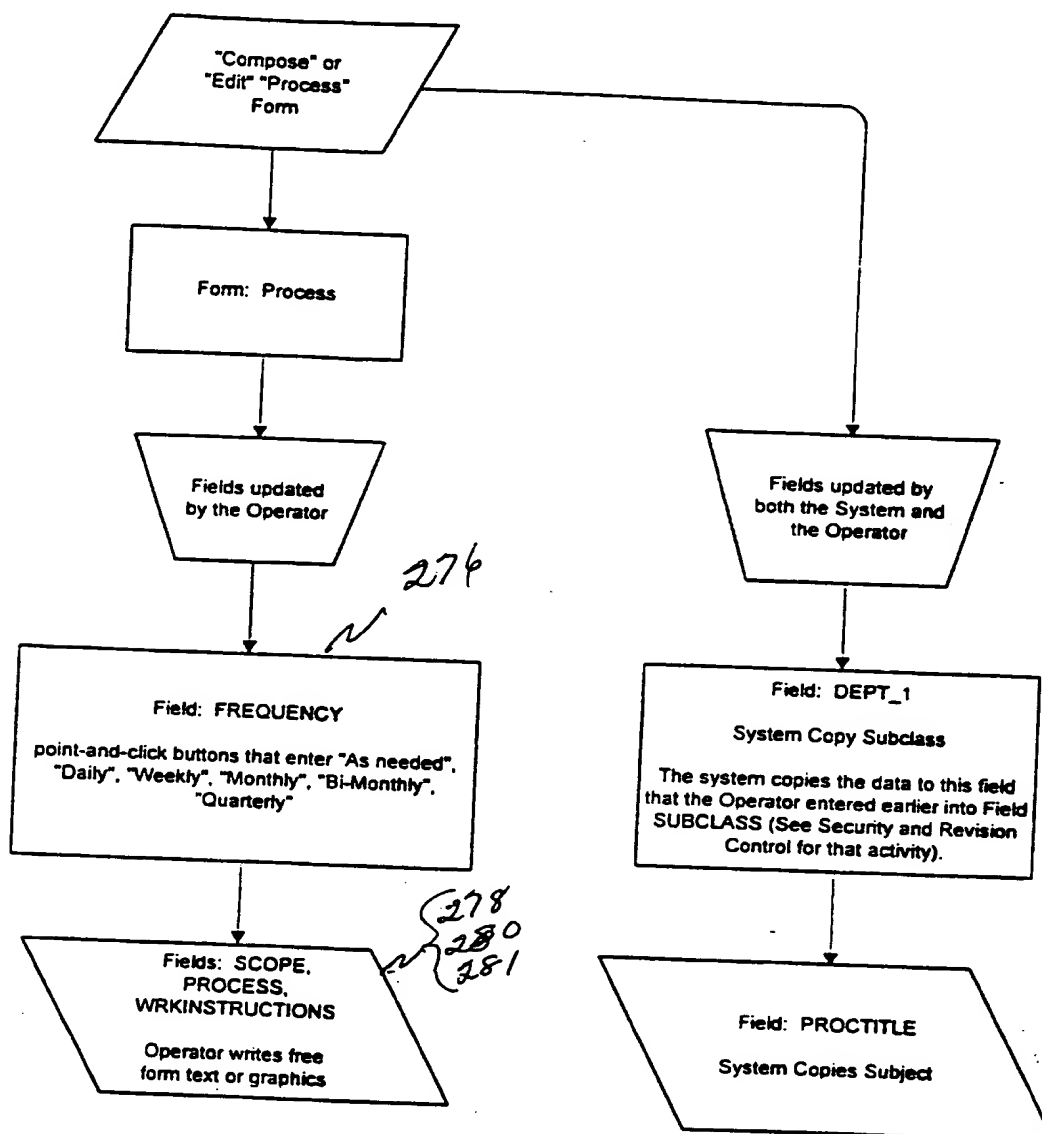 "Compose" or
"Edit" "Process"
Form
Form: Process
Fields updated
by the Operator
276
Field: FREQUENCY
point-and-click buttons that enter "As needed",
"Daily", "Weekly", "Monthly", "Bi-Monthly",
"Quarterly"
278
280
281
Fields: SCOPE,
PROCESS,
WRKINSTRUCTIONS
Operator writes free
form text or graphics
Fields updated by
both the System and
the Operator
Field: DEPT_1
System Copy Subclass
The system copies the data to this field
that the Operator entered earlier into Field
SUBCLASS (See Security and Revision
Control for that activity).
Field: PROCTITLE
System Copies Subject